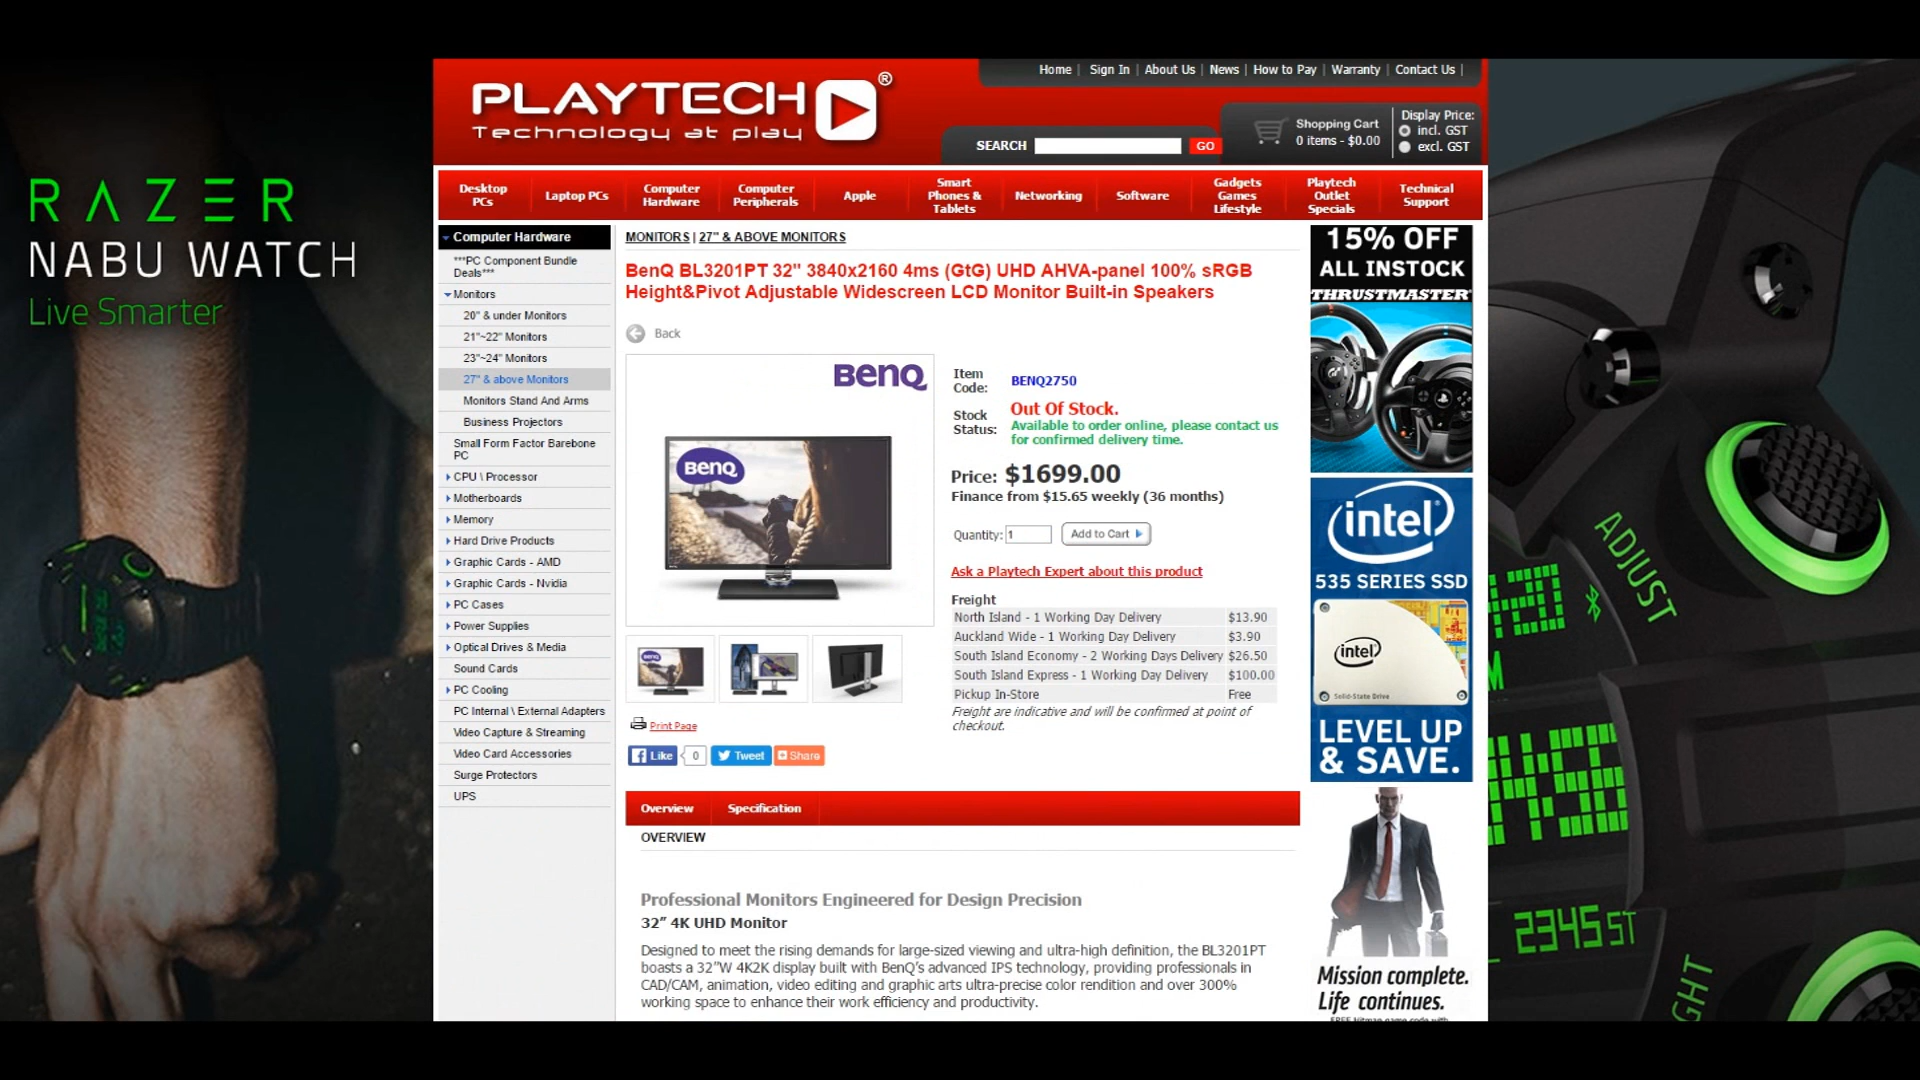 RAZER
NABU WATCH
Live Smarter
PLAYTECH ®
Technology at play
Home | Sign In | About Us | News | How to Pay | Warranty | Contact Us |
SEARCH GO
Shopping Cart
0 items - $0.00
Display Price:
incl. GST
excl. GST
Desktop PCs
Laptop PCs
Computer Hardware
Computer Peripherals
Apple
Smart Phones & Tablets
Networking
Software
Gadgets Games Lifestyle
Playtech Outlet Specials
Technical Support
Computer Hardware
***PC Component Bundle
Deals***
Monitors
20" & under Monitors
21"~22" Monitors
23"~24" Monitors
27" & above Monitors
Monitors Stand And Arms
Business Projectors
Small Form Factor Barebone
PC
CPU \ Processor
Motherboards
Memory
Hard Drive Products
Graphic Cards - AMD
Graphic Cards - Nvidia
PC Cases
Power Supplies
Optical Drives & Media
Sound Cards
PC Cooling
PC Internal \ External Adapters
Video Capture & Streaming
Video Card Accessories
Surge Protectors
UPS
MONITORS | 27" & ABOVE MONITORS
BenQ BL3201PT 32" 3840x2160 4ms (GtG) UHD AHVA-panel 100% sRGB
Height&Pivot Adjustable Widescreen LCD Monitor Built-in Speakers
Back
BenQ
BenQ
Item Code: BENQ2750
Stock Status: Out Of Stock.
Available to order online, please contact us
for confirmed delivery time.
Price: $1699.00
Finance from $15.65 weekly (36 months)
Quantity: 1 Add to Cart
Ask a Playtech Expert about this product
Freight
North Island - 1 Working Day Delivery $13.90
Auckland Wide - 1 Working Day Delivery $3.90
South Island Economy - 2 Working Days Delivery $26.50
South Island Express - 1 Working Day Delivery $100.00
Pickup In-Store Free
Freight are indicative and will be confirmed at point of
checkout.
Print Page
Like 0 Tweet Share
Overview Specification
OVERVIEW
Professional Monitors Engineered for Design Precision
32” 4K UHD Monitor
Designed to meet the rising demands for large-sized viewing and ultra-high definition, the BL3201PT
boasts a 32”W 4K2K display built with BenQ’s advanced IPS technology, providing professionals in
CAD/CAM, animation, video editing and graphic arts ultra-precise color rendition and over 300%
working space to enhance their work efficiency and productivity.
15% OFF
ALL INSTOCK
THRUSTMASTER
intel
535 SERIES SSD
intel
Solid-State Drive
LEVEL UP
& SAVE.
Mission complete.
Life continues.
ADJUST
2345 ST